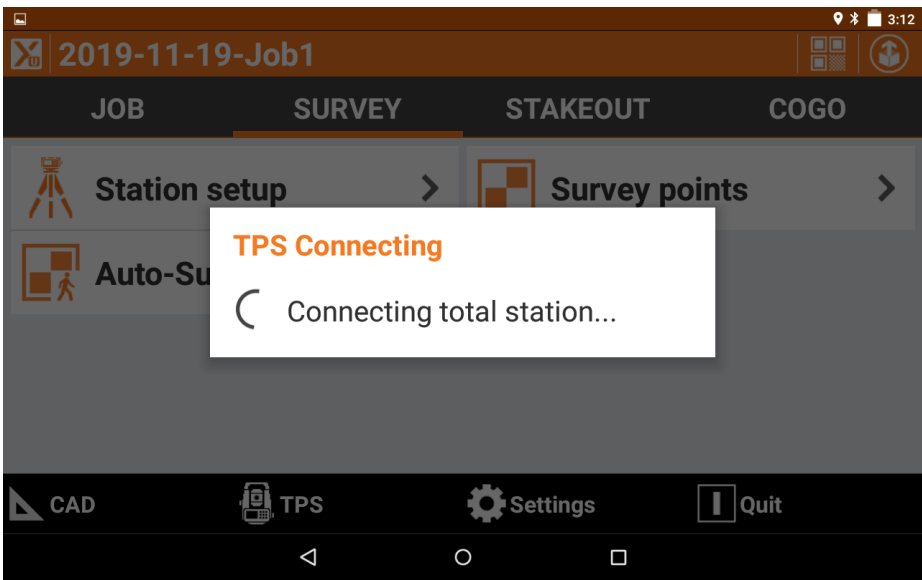 3:12
XU 2019-11-19-Job1
JOB SURVEY STAKEOUT COGO
Station setup Survey points
TPS Connecting
Auto-Su
Connecting total station...
CAD TPS Settings Quit